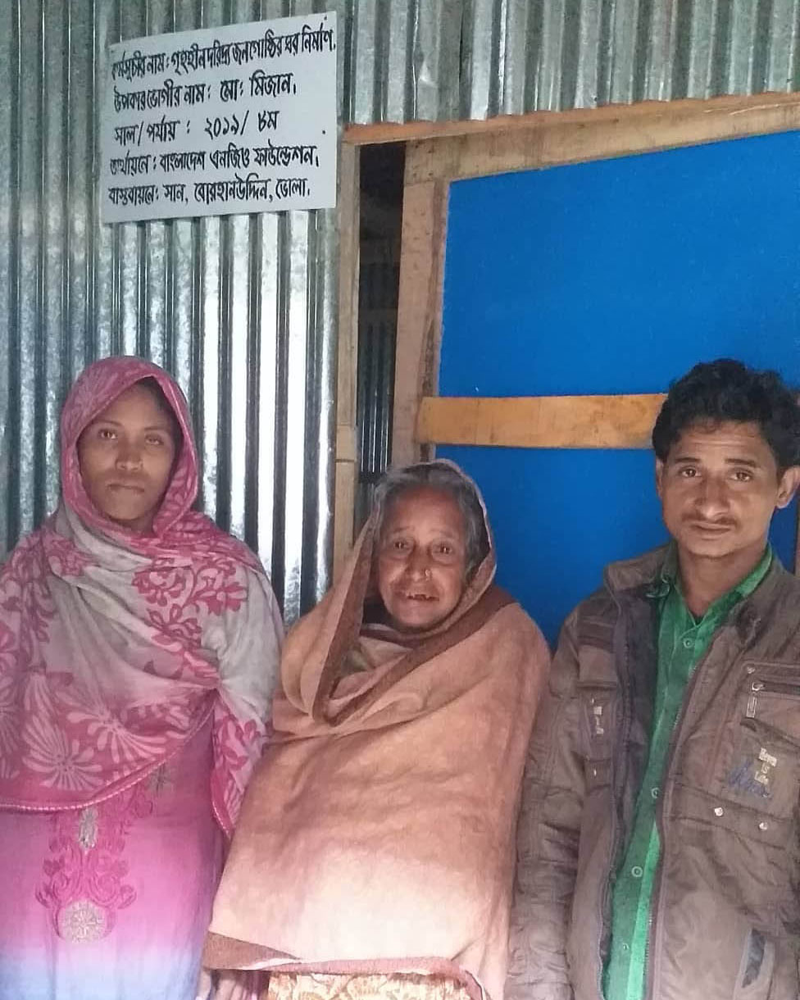 কর্মসূচীর নাম : গৃহহীন দরিদ্র জনগোষ্ঠির ঘর নির্মাণ.
উপকারভোগীর নাম : মো: মিজান,
সাল/পর্যায় : ২০১৯/ ৮ম
অর্থায়নে : বাংলাদেশ এনজিও ফাউন্ডেশন,
বাস্তবায়নে: সান, বোরহানউদ্দিন, ভোলা.